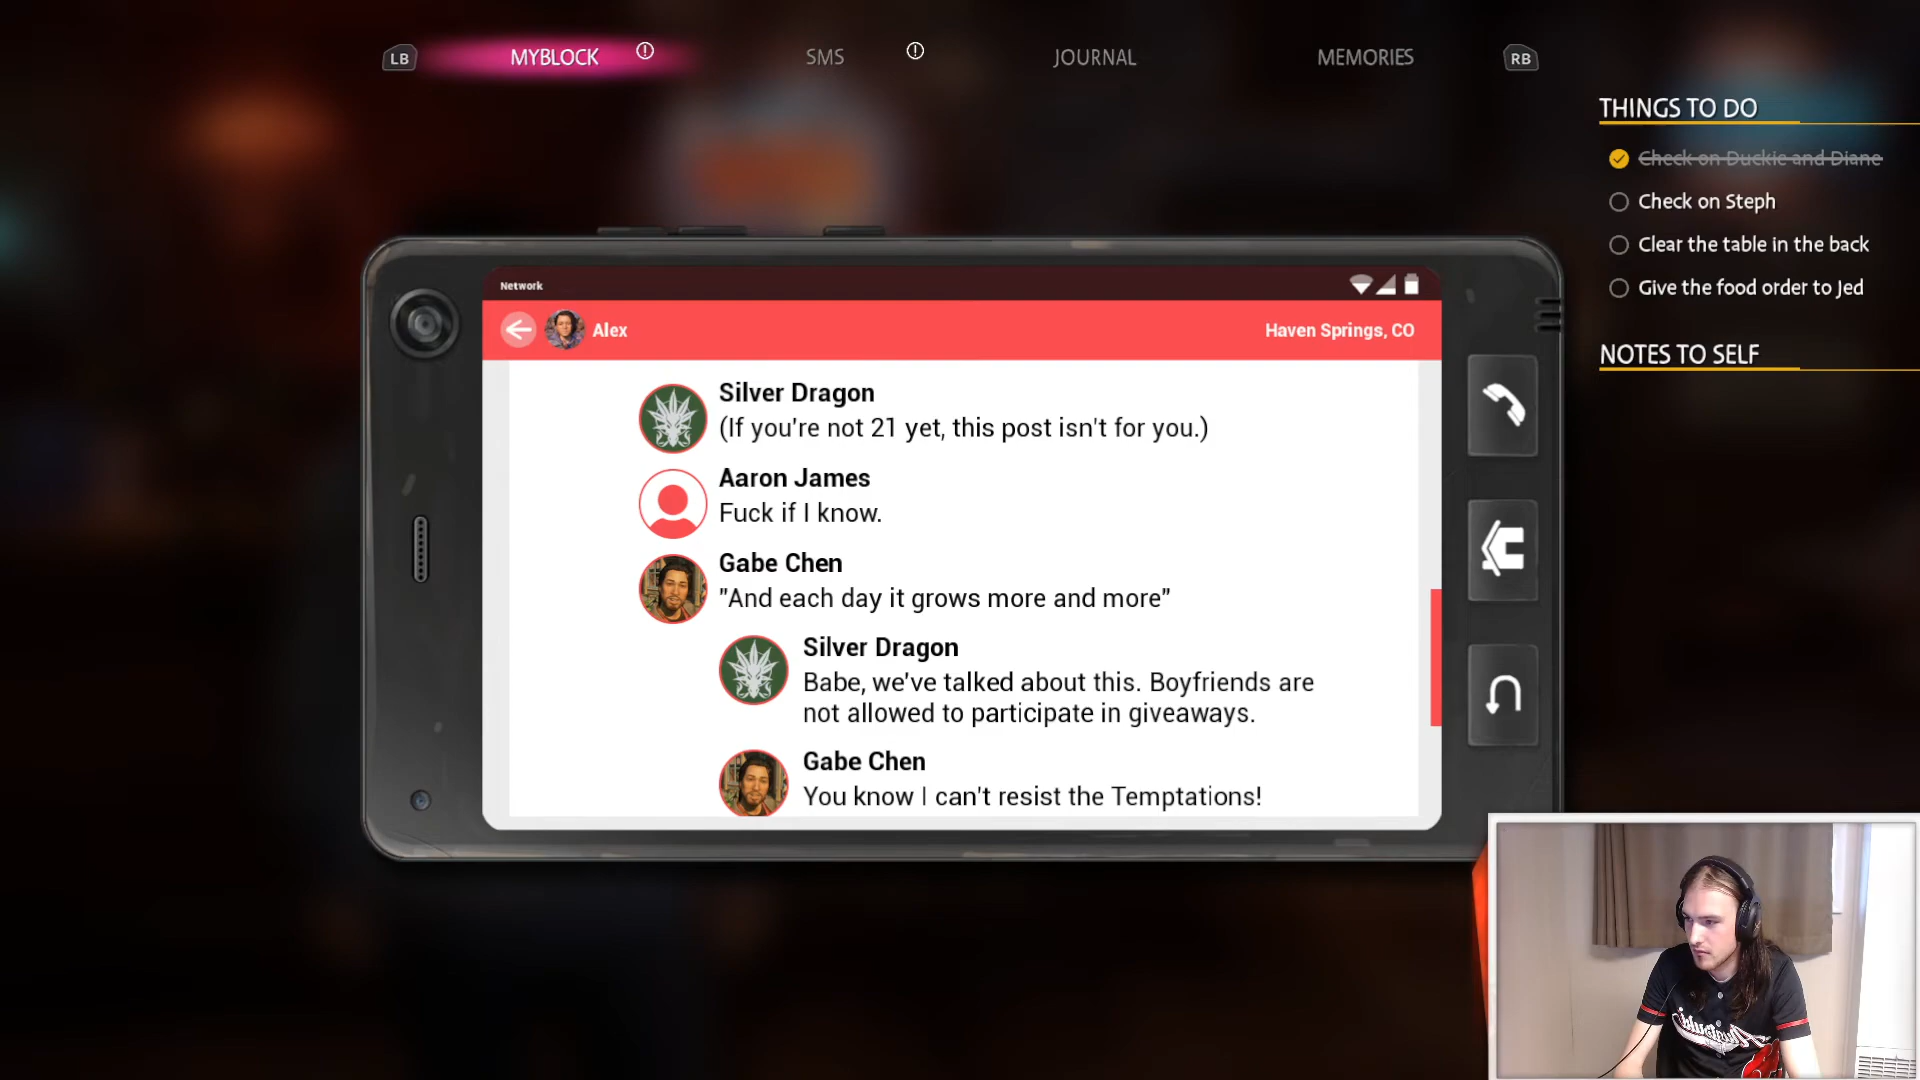 LB
MYBLOCK
SMS
JOURNAL
MEMORIES
RB
THINGS TO DO
Check on Duckie and Diane
Check on Steph
Clear the table in the back
Give the food order to Jed
NOTES TO SELF
Network
Alex
Haven Springs, CO
Silver Dragon
(If you're not 21 yet, this post isn't for you.)
Aaron James
Fuck if I know.
Gabe Chen
"And each day it grows more and more"
Silver Dragon
Babe, we've talked about this. Boyfriends are
not allowed to participate in giveaways.
Gabe Chen
You know I can't resist the Temptations!